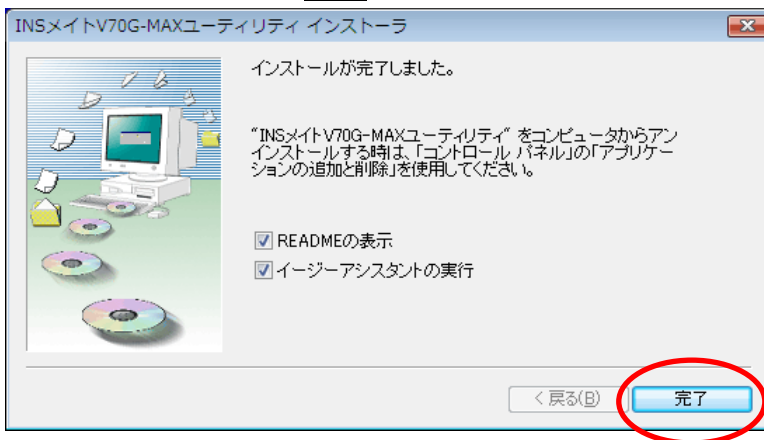 INSメイトV70G-MAXユーティリティ インストーラ
インストールが完了しました。
"INSメイトV70G-MAXユーティリティ" をコンピュータからアン
インストールする時は、「コントロール パネル」の「アプリケー
ションの追加と削除」を使用してください。
READMEの表示
イージーアシスタントの実行
< 戻る(B)
完了